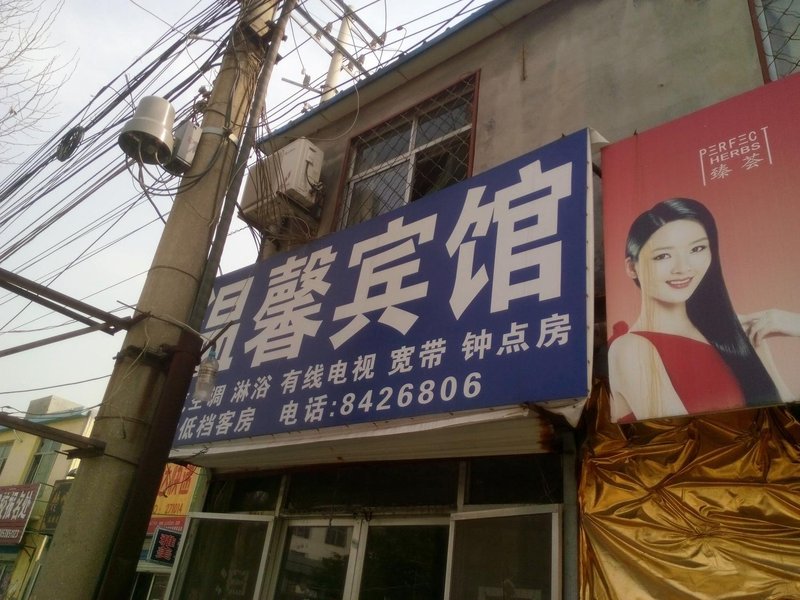 温馨宾馆
空调 淋浴 有线电视 宽带 钟点房
低档客房 电话:8426806
PERFECT
HERBS
臻荟